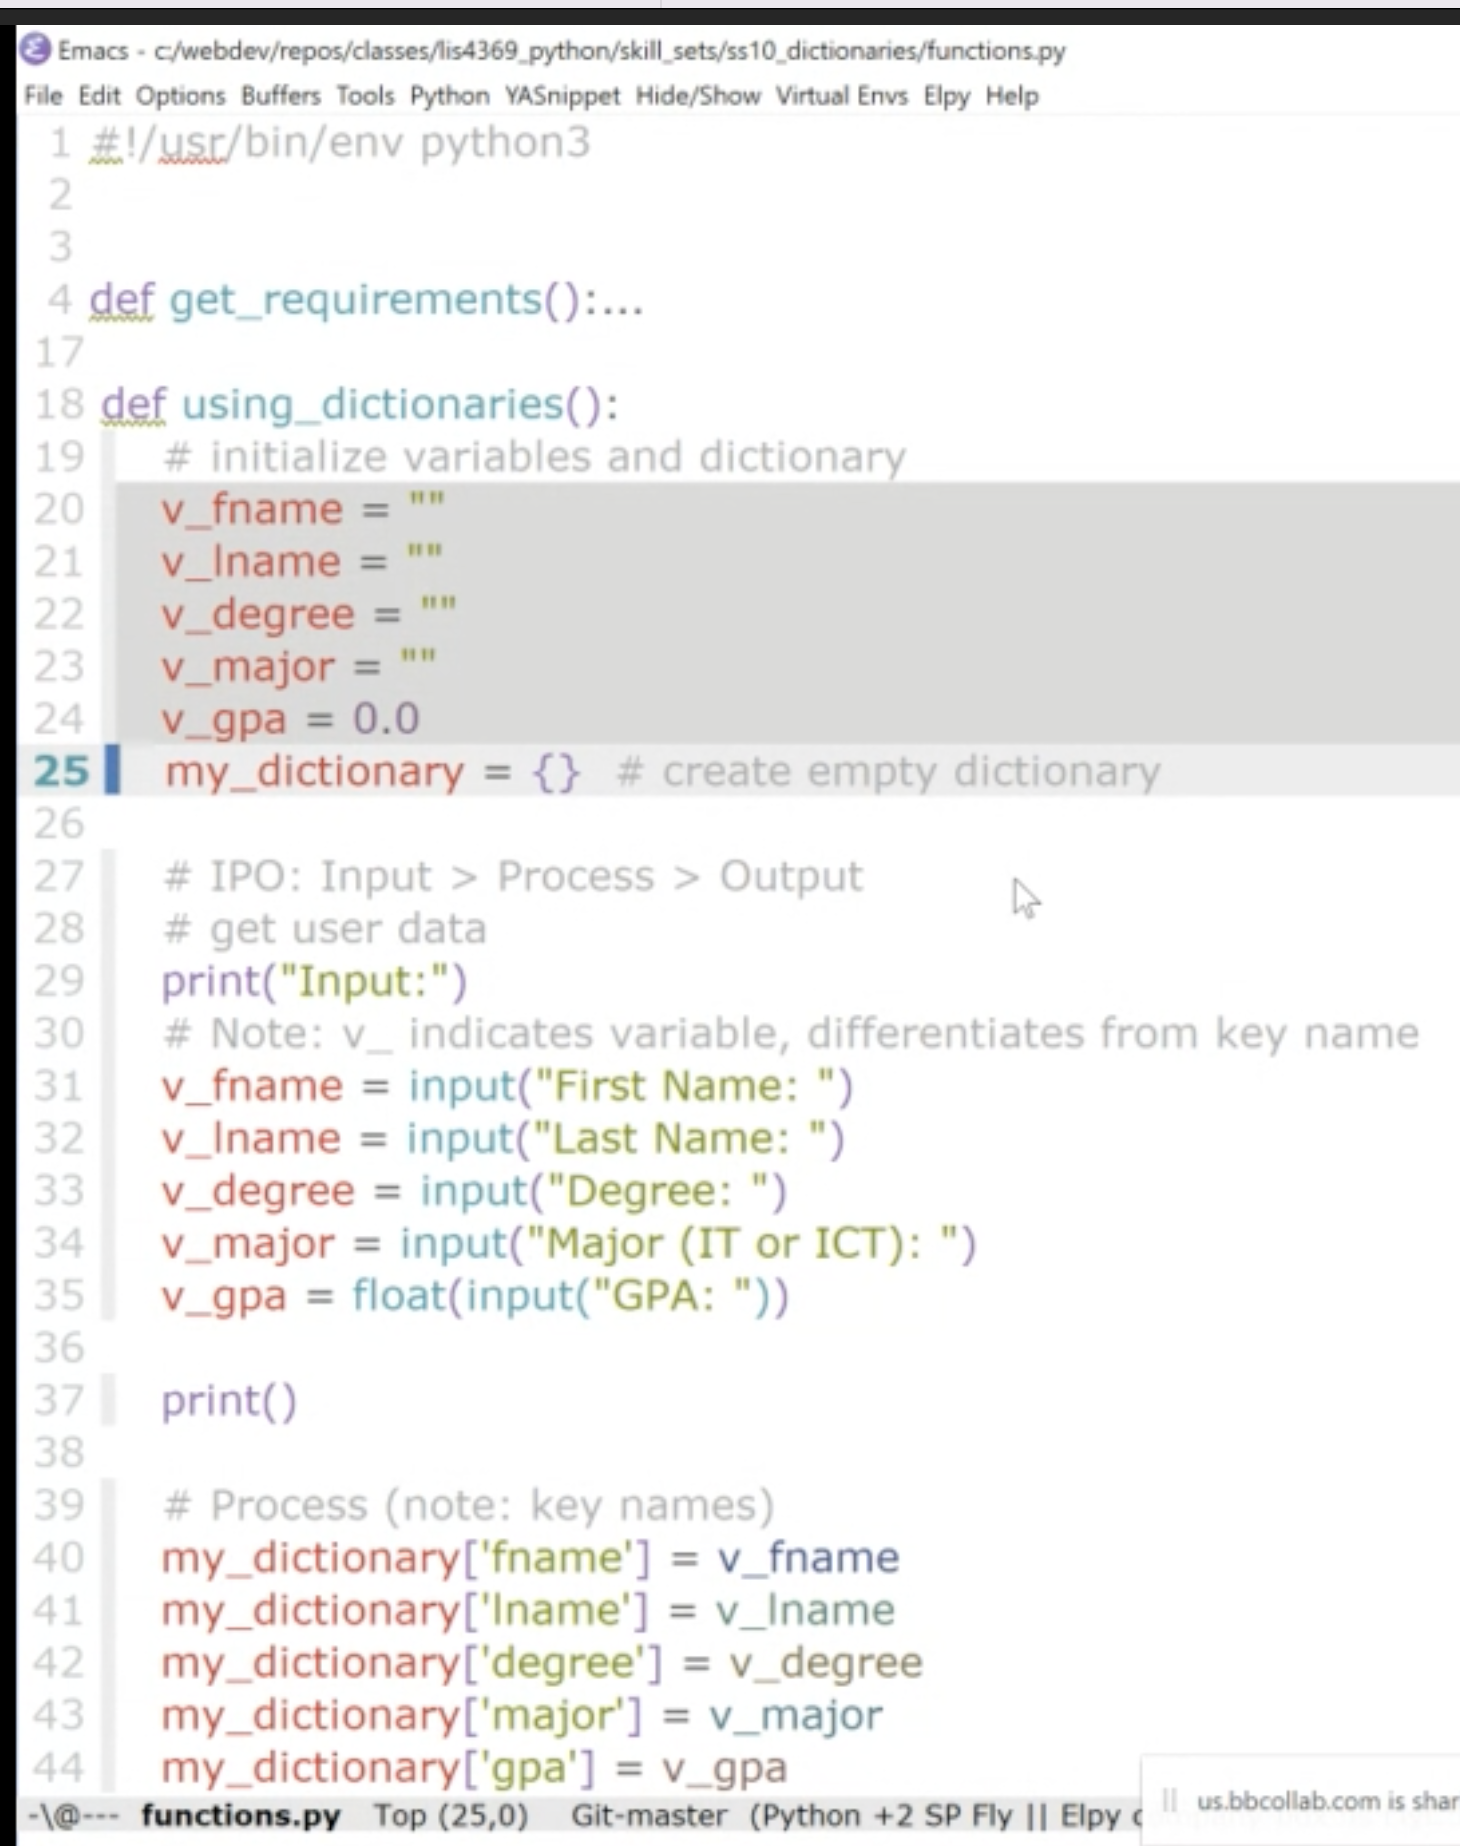 Emacs - c:/webdev/repos/classes/lis4369_python/skill_sets/ss10_dictionaries/functions.py
File Edit Options Buffers Tools Python YASnippet Hide/Show Virtual Envs Elpy Help
1 #!/usr/bin/env python3
2
3
4 def get_requirements():...
17
18 def using_dictionaries():
19 # initialize variables and dictionary
20 v_fname = ""
21 v_lname = ""
22 v_degree = ""
23 v_major = ""
24 v_gpa = 0.0
25 my_dictionary = {} # create empty dictionary
26
27 # IPO: Input > Process > Output
28 # get user data
29 print("Input:")
30 # Note: v_ indicates variable, differentiates from key name
31 v_fname = input("First Name: ")
32 v_lname = input("Last Name: ")
33 v_degree = input("Degree: ")
34 v_major = input("Major (IT or ICT): ")
35 v_gpa = float(input("GPA: "))
36
37 print()
38
39 # Process (note: key names)
40 my_dictionary['fname'] = v_fname
41 my_dictionary['lname'] = v_lname
42 my_dictionary['degree'] = v_degree
43 my_dictionary['major'] = v_major
44 my_dictionary['gpa'] = v_gpa
-\@--- functions.py Top (25,0) Git-master (Python +2 SP Fly || Elpy
|| us.bbcollab.com is shar